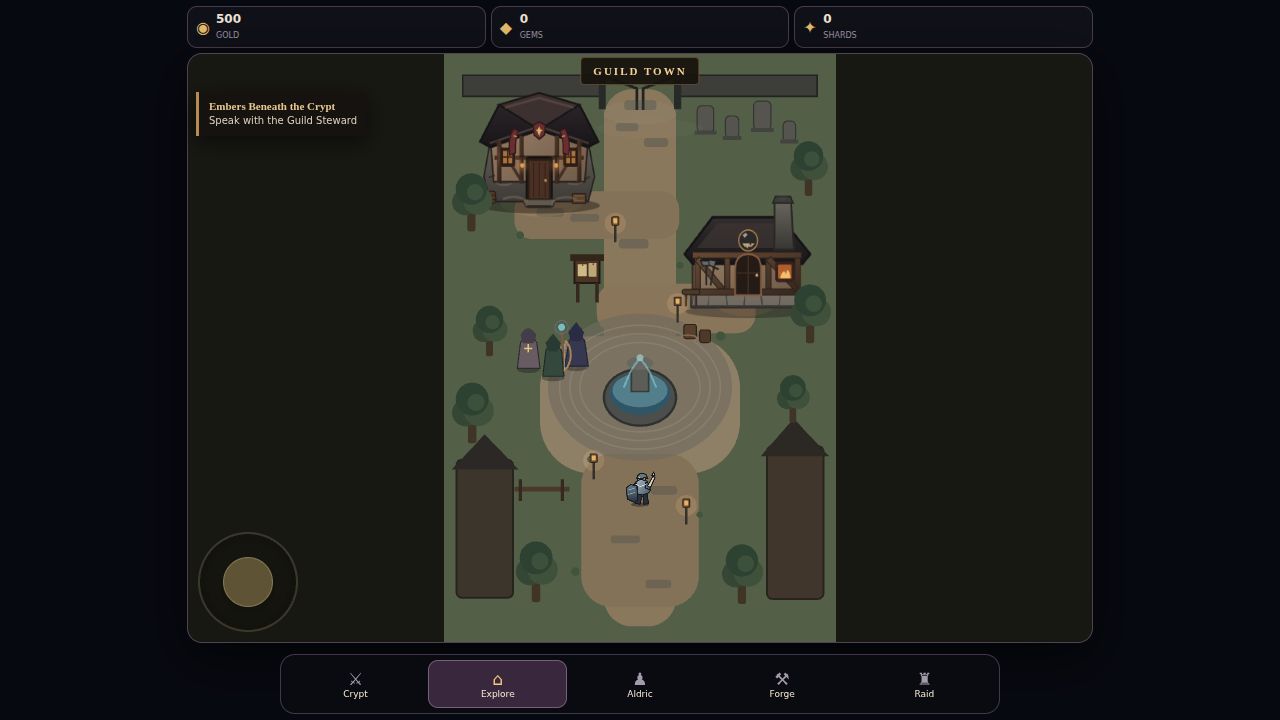 500
GOLD
0
GEMS
0
SHARDS
GUILD TOWN
Embers Beneath the Crypt
Speak with the Guild Steward
Crypt
Explore
Aldric
Forge
Raid